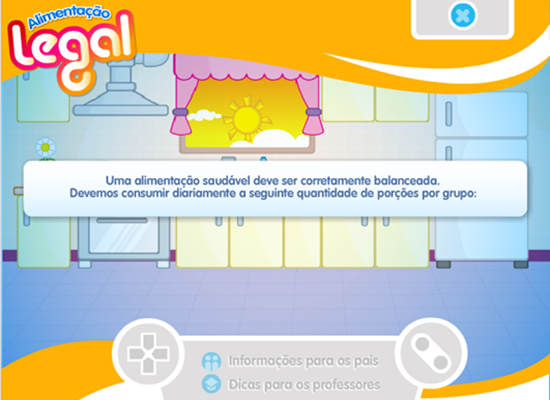 Alimentação
Legal
Uma alimentação saudável deve ser corretamente balanceada.
Devemos consumir diariamente a seguinte quantidade de porções por grupo:
Informações para os pais
Dicas para os professores